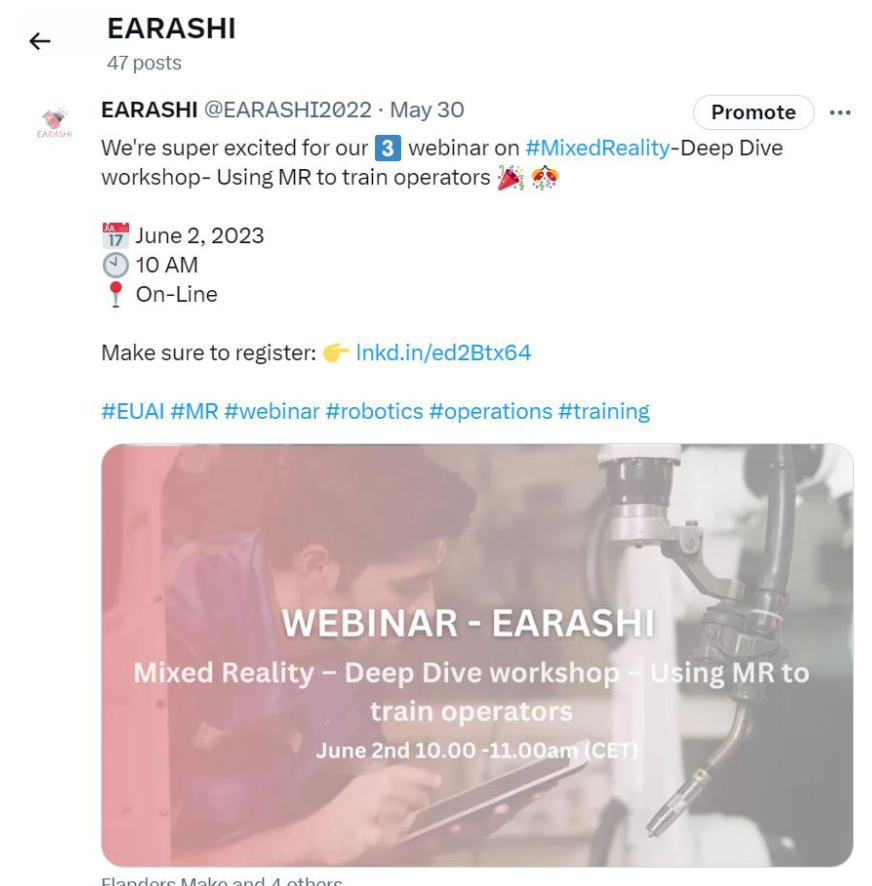 EARASHI
47 posts
EARASHI @EARASHI2022 · May 30
Promote
EARASHI
We're super excited for our 3️⃣ webinar on #MixedReality-Deep Dive
workshop- Using MR to train operators 🎉 🎊
📅 June 2, 2023
🕙 10 AM
📍 On-Line
Make sure to register: 👉 lnkd.in/ed2Btx64
#EUAI #MR #webinar #robotics #operations #training
WEBINAR - EARASHI
Mixed Reality – Deep Dive workshop – Using MR to
train operators
June 2nd 10.00 -11.00am (CET)
Flanders Make and 4 others